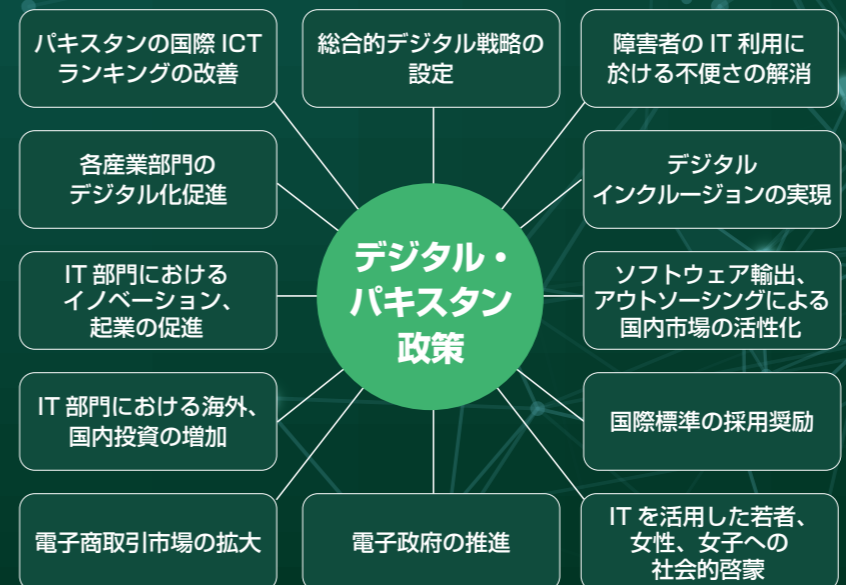 パキスタンの国際 ICT
ランキングの改善
総合的デジタル戦略の
設定
障害者の IT 利用に
於ける不便さの解消
各産業部門の
デジタル化促進
デジタル
インクルージョンの実現
デジタル・
パキスタン
政策
IT 部門における
イノベーション、
起業の促進
ソフトウェア輸出、
アウトソーシングによる
国内市場の活性化
IT 部門における海外、
国内投資の増加
国際標準の採用奨励
電子商取引市場の拡大
電子政府の推進
IT を活用した若者、
女性、女子への
社会的啓蒙